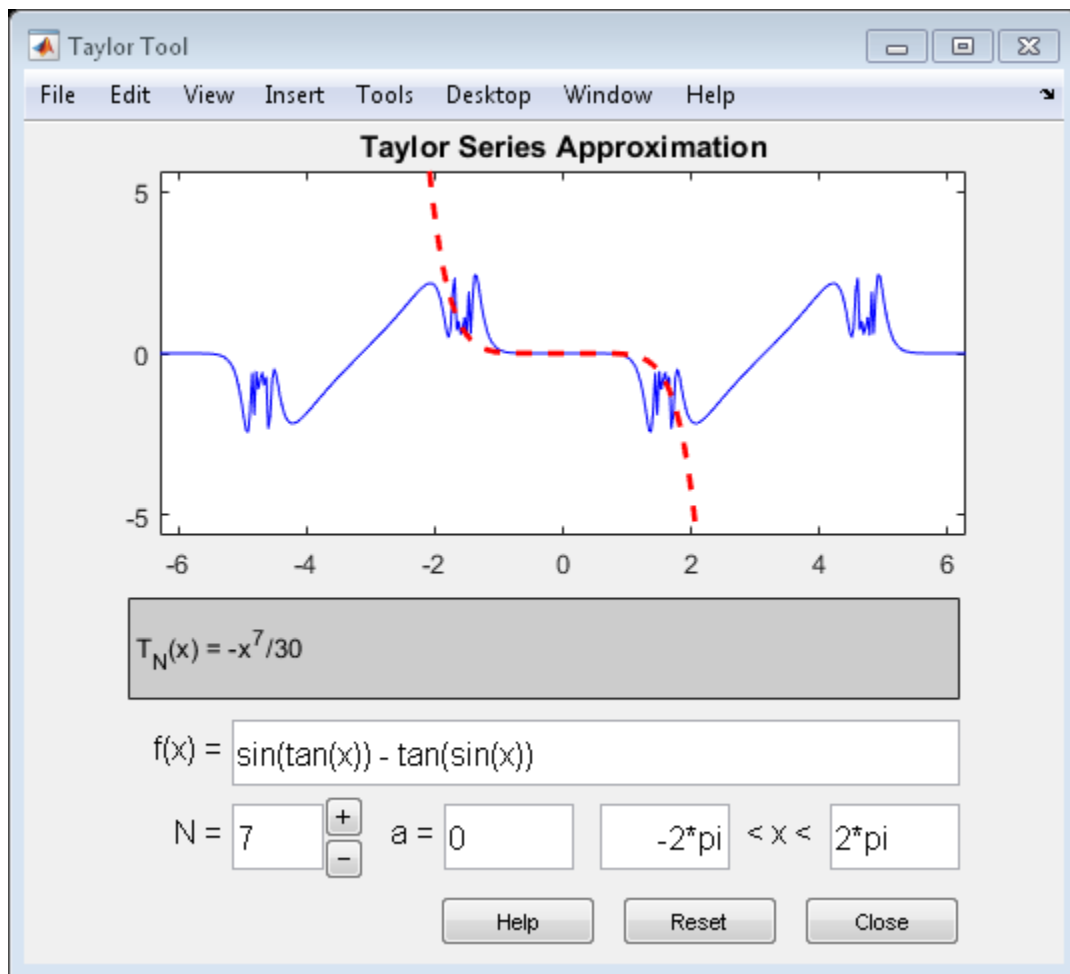 Taylor Tool
File Edit View Insert Tools Desktop Window Help
Taylor Series Approximation
5
0
-5
-6 -4 -2 0 2 4 6
T_N(x) = -x^7/30
f(x) = sin(tan(x)) - tan(sin(x))
N = 7 + − a = 0 -2*pi < x < 2*pi
Help Reset Close